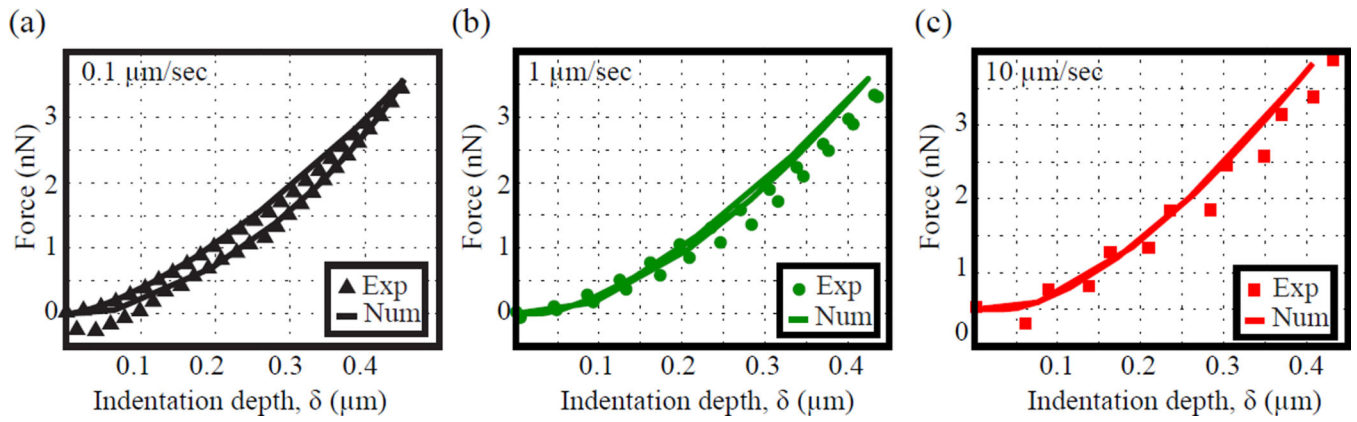 (a)
0.1 μm/sec
Force (nN)
3
2
1
0
Exp
Num
0.1 0.2 0.3 0.4
Indentation depth, δ (μm)
(b)
1 μm/sec
Force (nN)
3
2
1
0
Exp
Num
0.1 0.2 0.3 0.4
Indentation depth, δ (μm)
(c)
10 μm/sec
Force (nN)
3
2
1
0
Exp
Num
0.1 0.2 0.3 0.4
Indentation depth, δ (μm)